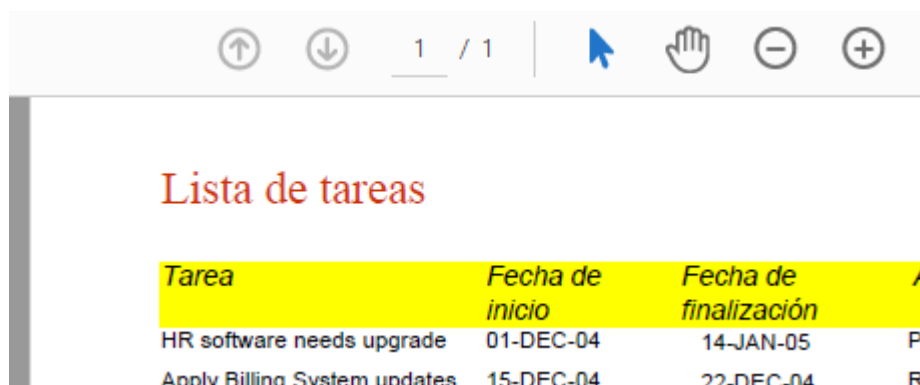 1 / 1
Lista de tareas
Tarea Fecha de inicio Fecha de finalización
HR software needs upgrade 01-DEC-04 14-JAN-05
Apply Billing System updates 15-DEC-04 22-DEC-04